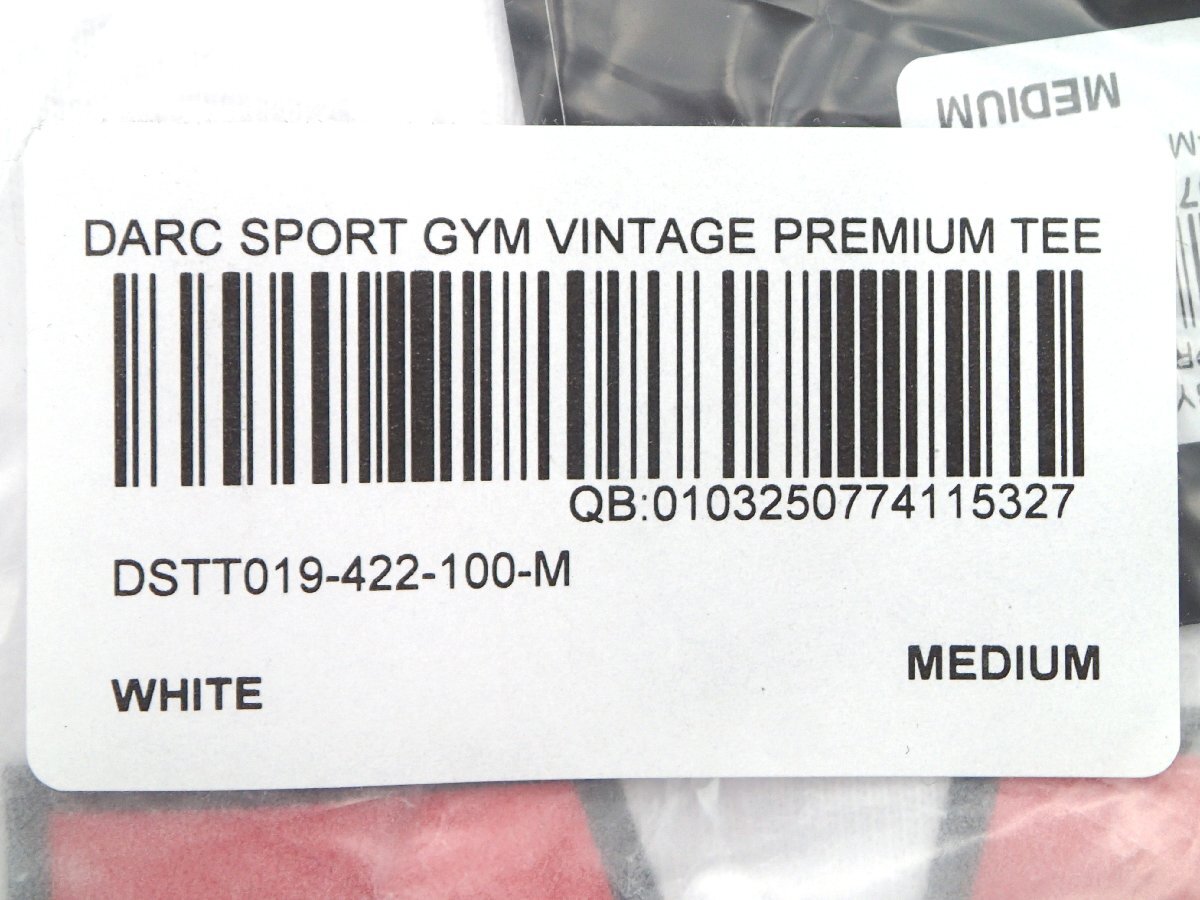 MEDIUM
DARC SPORT GYM VINTAGE PREMIUM TEE
QB:0103250774115327
DSTT019-422-100-M
WHITE
MEDIUM